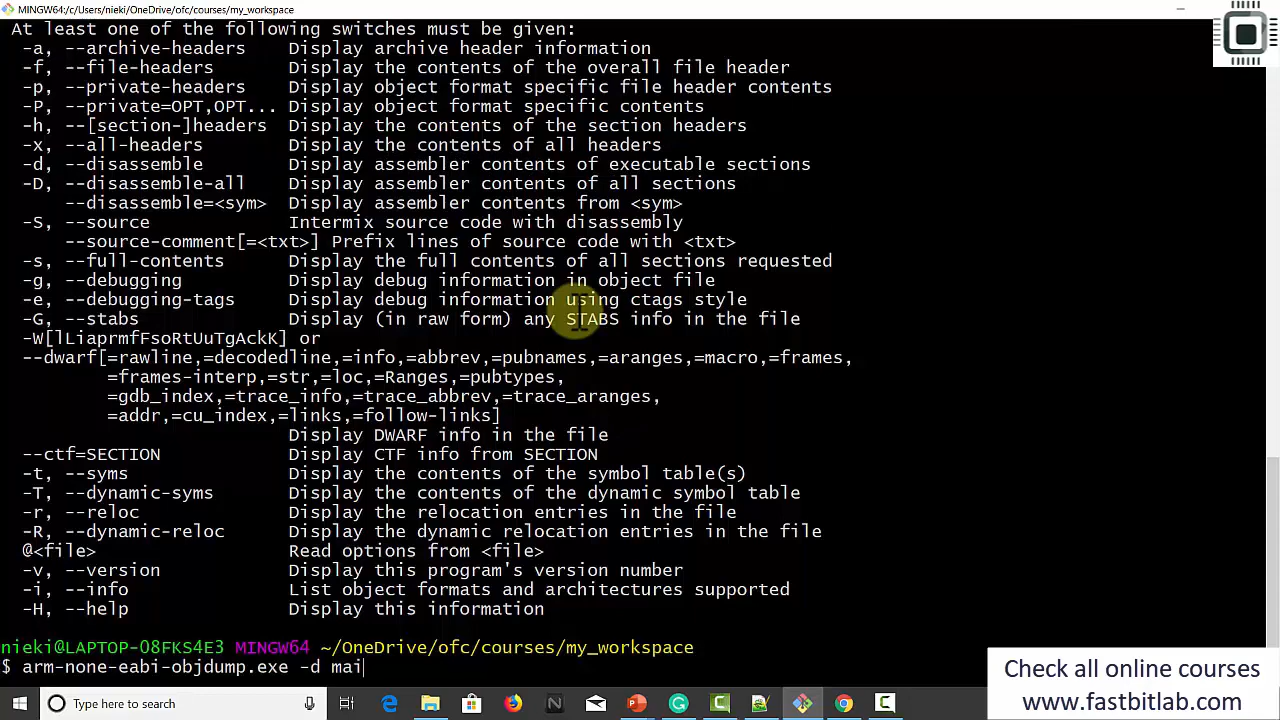 MINGW64:/c/Users/nieki/OneDrive/ofc/courses/my_workspace
At least one of the following switches must be given:
-a, --archive-headers    Display archive header information
-f, --file-headers       Display the contents of the overall file header
-p, --private-headers    Display object format specific file header contents
-P, --private=OPT,OPT... Display object format specific contents
-h, --[section-]headers  Display the contents of the section headers
-x, --all-headers        Display the contents of all headers
-d, --disassemble        Display assembler contents of executable sections
-D, --disassemble-all    Display assembler contents of all sections
--disassemble=<sym>  Display assembler contents from <sym>
-S, --source             Intermix source code with disassembly
--source-comment[=<txt>] Prefix lines of source code with <txt>
-s, --full-contents      Display the full contents of all sections requested
-g, --debugging          Display debug information in object file
-e, --debugging-tags     Display debug information using ctags style
-G, --stabs              Display (in raw form) any STABS info in the file
-W[lLiaprmfFsoRtUuTgAckK] or
--dwarf[=rawline,=decodedline,=info,=abbrev,=pubnames,=aranges,=macro,=frames,
=frames-interp,=str,=loc,=Ranges,=pubtypes,
=gdb_index,=trace_info,=trace_abbrev,=trace_aranges,
=addr,=cu_index,=links,=follow-links]
Display DWARF info in the file
--ctf=SECTION            Display CTF info from SECTION
-t, --syms               Display the contents of the symbol table(s)
-T, --dynamic-syms       Display the contents of the dynamic symbol table
-r, --reloc              Display the relocation entries in the file
-R, --dynamic-reloc      Display the dynamic relocation entries in the file
@<file>                  Read options from <file>
-v, --version            Display this program's version number
-i, --info               List object formats and architectures supported
-H, --help               Display this information
nieki@LAPTOP-O8FKS4E3 MINGW64 ~/OneDrive/ofc/courses/my_workspace
$ arm-none-eabi-objdump.exe -d mai
Check all online courses
www.fastbitlab.com
Type here to search